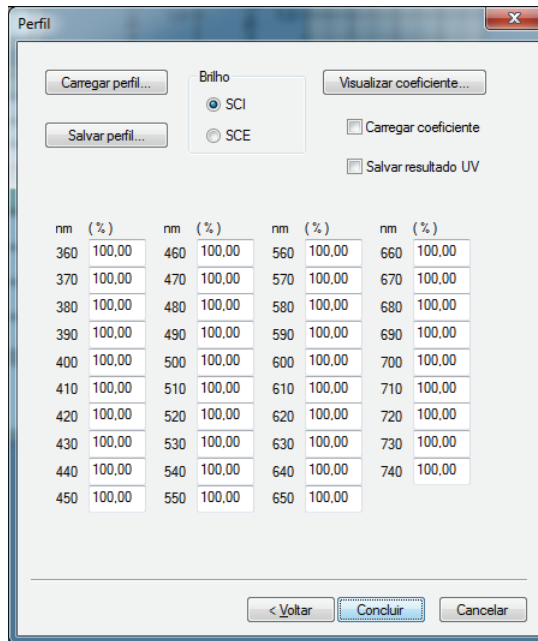 Perfil
Carregar perfil...
Brilho
Visualizar coeficiente...
SCI
Salvar perfil...
SCE
Carregar coeficiente
Salvar resultado UV
nm (%) nm (%) nm (%) nm (%)
360 100,00 460 100,00 560 100,00 660 100,00
370 100,00 470 100,00 570 100,00 670 100,00
380 100,00 480 100,00 580 100,00 680 100,00
390 100,00 490 100,00 590 100,00 690 100,00
400 100,00 500 100,00 600 100,00 700 100,00
410 100,00 510 100,00 610 100,00 710 100,00
420 100,00 520 100,00 620 100,00 720 100,00
430 100,00 530 100,00 630 100,00 730 100,00
440 100,00 540 100,00 640 100,00 740 100,00
450 100,00 550 100,00 650 100,00
< Voltar Concluir Cancelar